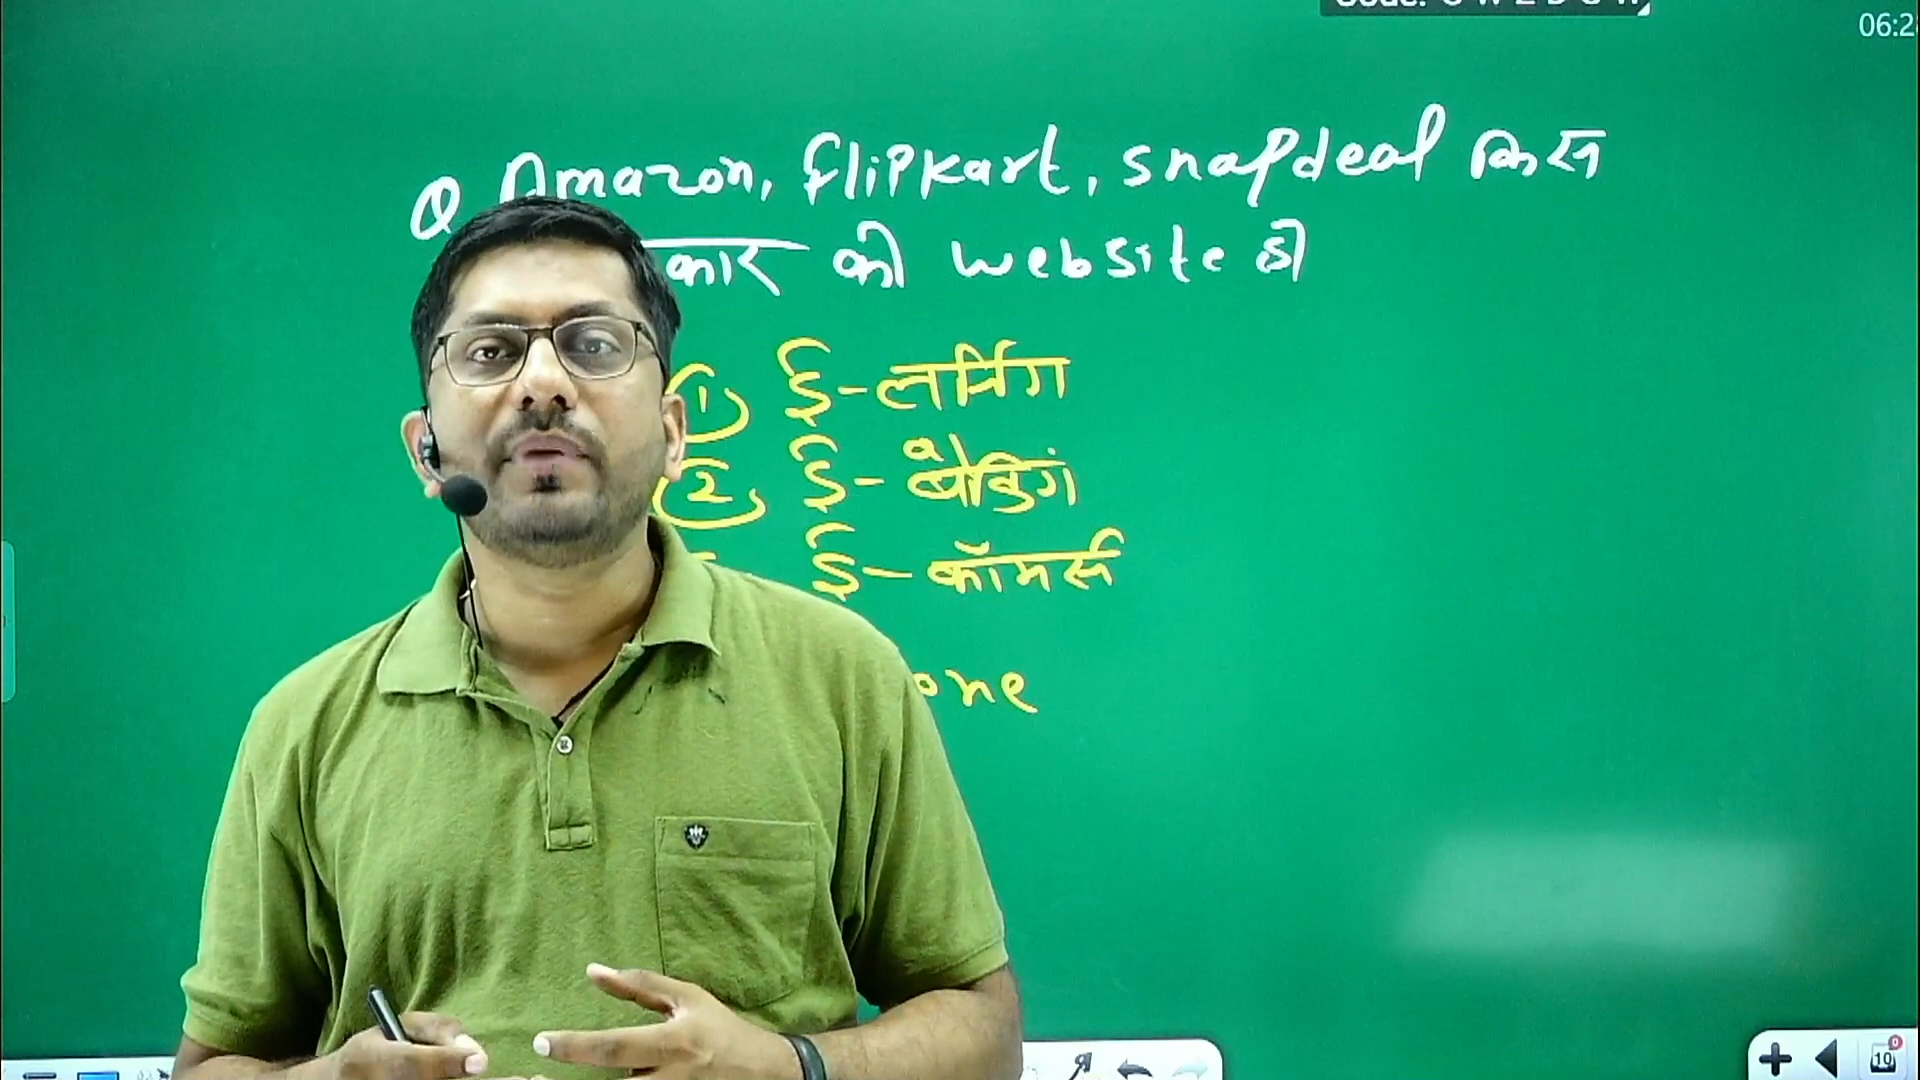 Q Amazon, flipkart, snapdeal किस
कार की website है
1 ई-लर्निंग
2 ई-बैंकिंग
ई-कॉमर्स
one
06:2
10